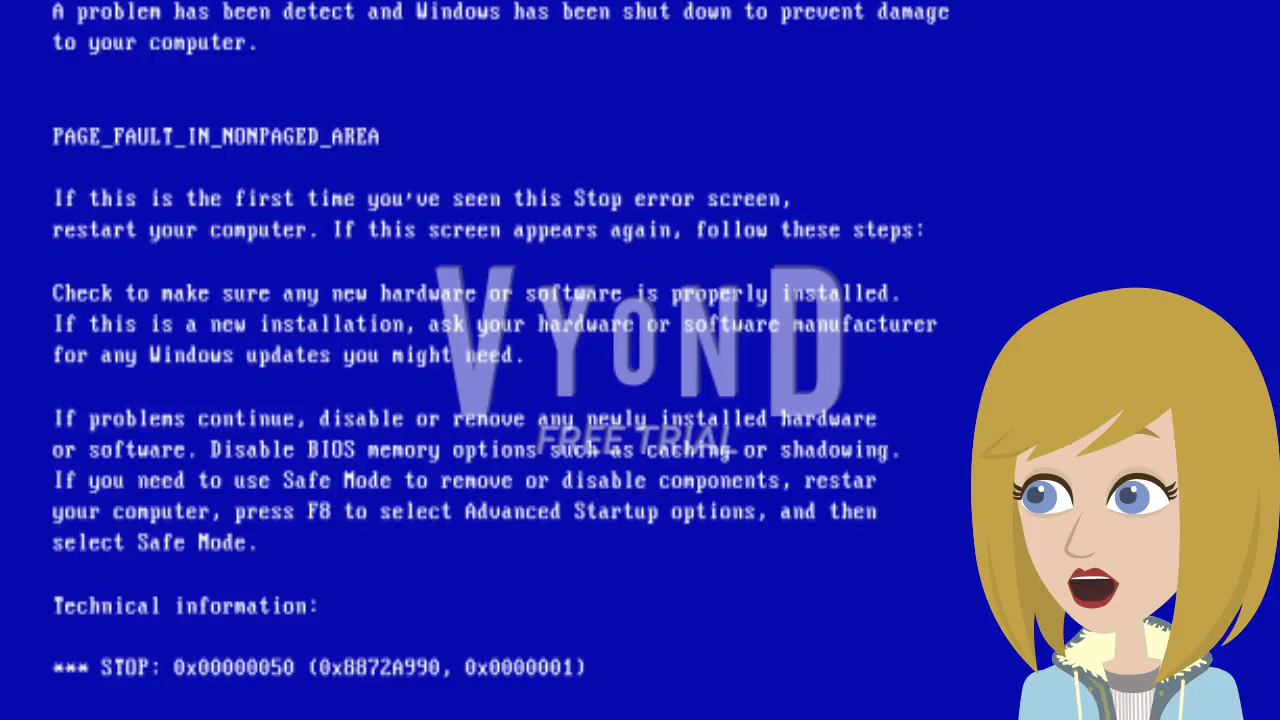 A problem has been detect and Windows has been shut down to prevent damage
to your computer.
PAGE_FAULT_IN_NONPAGED_AREA
If this is the first time you've seen this Stop error screen,
restart your computer. If this screen appears again, follow these steps:
Check to make sure any new hardware or software is properly installed.
If this is a new installation, ask your hardware or software manufacturer
for any Windows updates you might need.
VYOND
If problems continue, disable or remove any newly installed hardware
FREE TRIAL
or software. Disable BIOS memory options such as caching or shadowing.
If you need to use Safe Mode to remove or disable components, restar
your computer, press F8 to select Advanced Startup options, and then
select Safe Mode.
Technical information:
*** STOP: 0x00000050 (0x8872A990, 0x0000001)